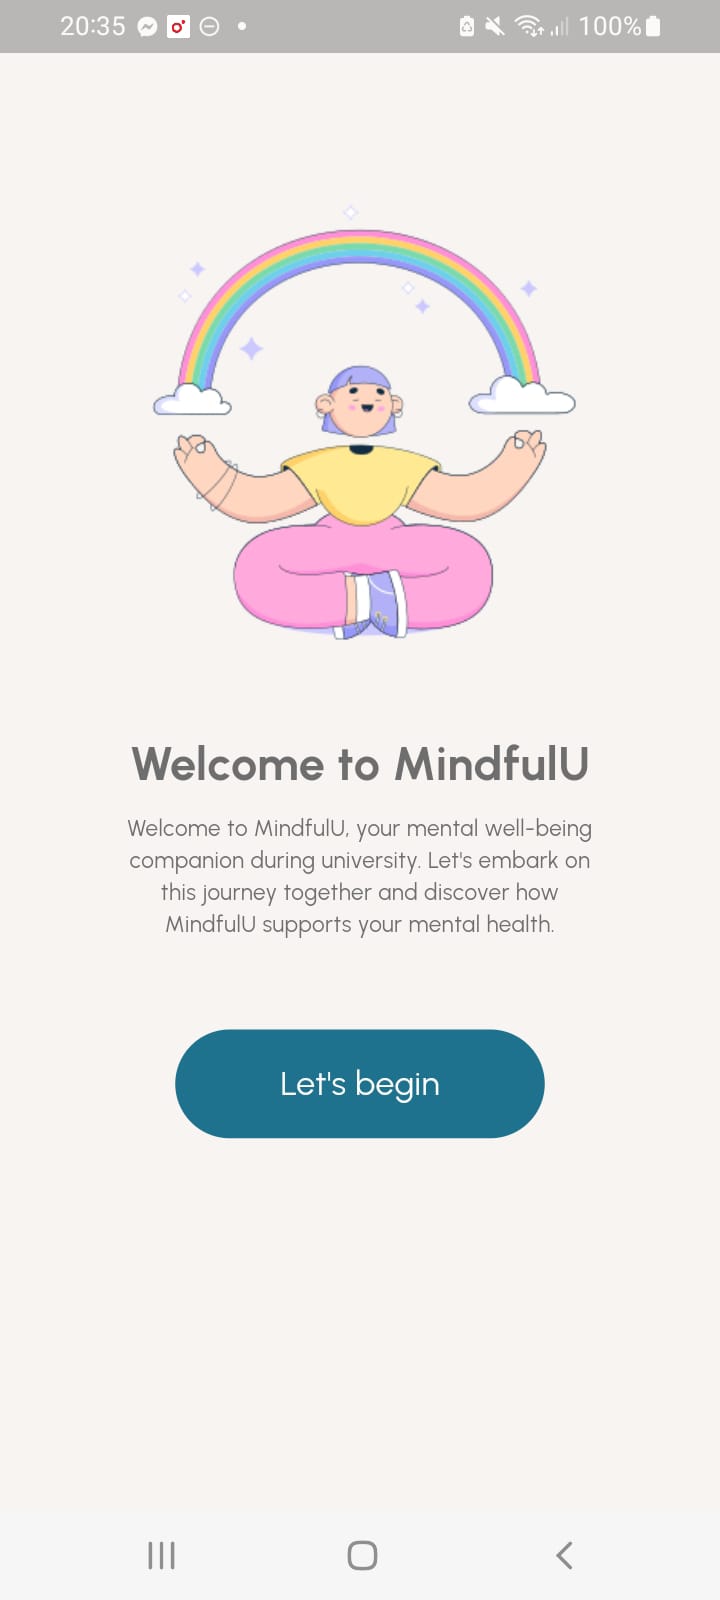 20:35
100%
Welcome to MindfulU
Welcome to MindfulU, your mental well-being
companion during university. Let's embark on
this journey together and discover how
MindfulU supports your mental health.
Let's begin